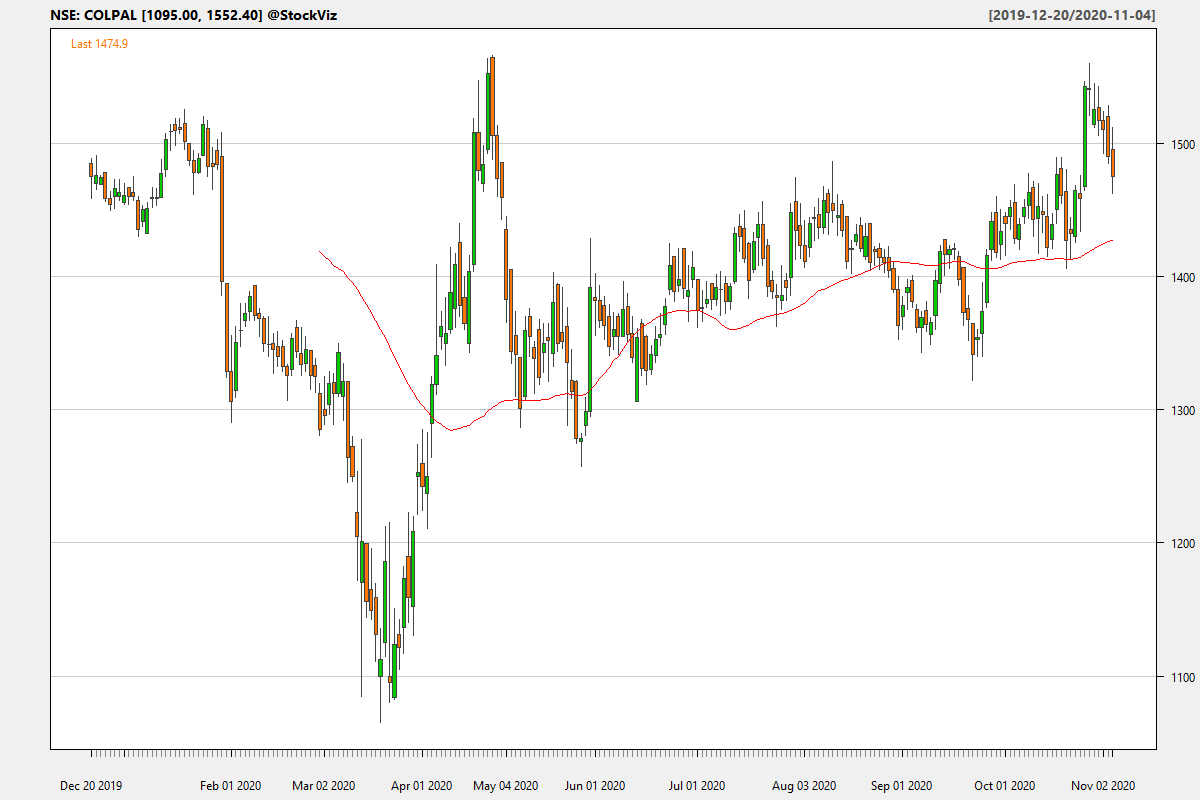 NSE: COLPAL [1095.00, 1552.40] @StockViz [2019-12-20/2020-11-04]
Last 1474.9
1500
1400
1300
1200
1100
Dec 20 2019 Feb 01 2020 Mar 02 2020 Apr 01 2020 May 04 2020 Jun 01 2020 Jul 01 2020 Aug 03 2020 Sep 01 2020 Oct 01 2020 Nov 02 2020